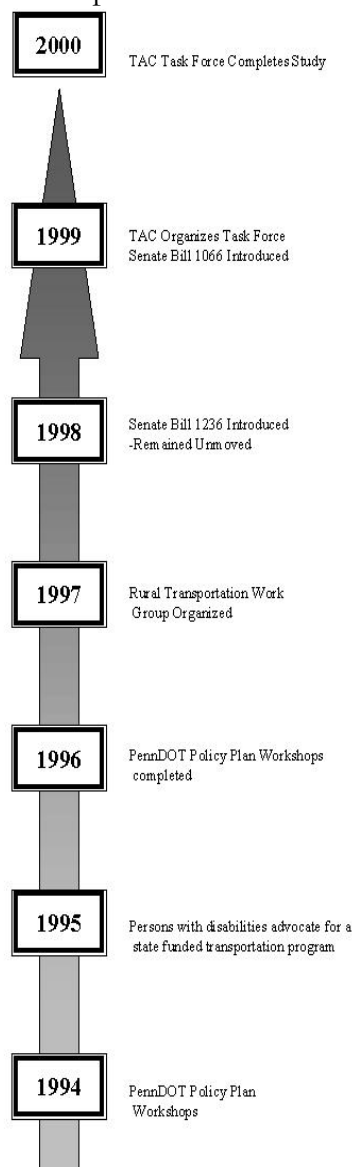 2000
TAC Task Force Completes Study
1999
TAC Organizes Task Force
Senate Bill 1066 Introduced
1998
Senate Bill 1236 Introduced
-Remained Unmoved
1997
Rural Transportation Work
Group Organized
1996
PennDOT Policy Plan Workshops
completed
1995
Persons with disabilities advocate for a
state funded transportation program
1994
PennDOT Policy Plan
Workshops